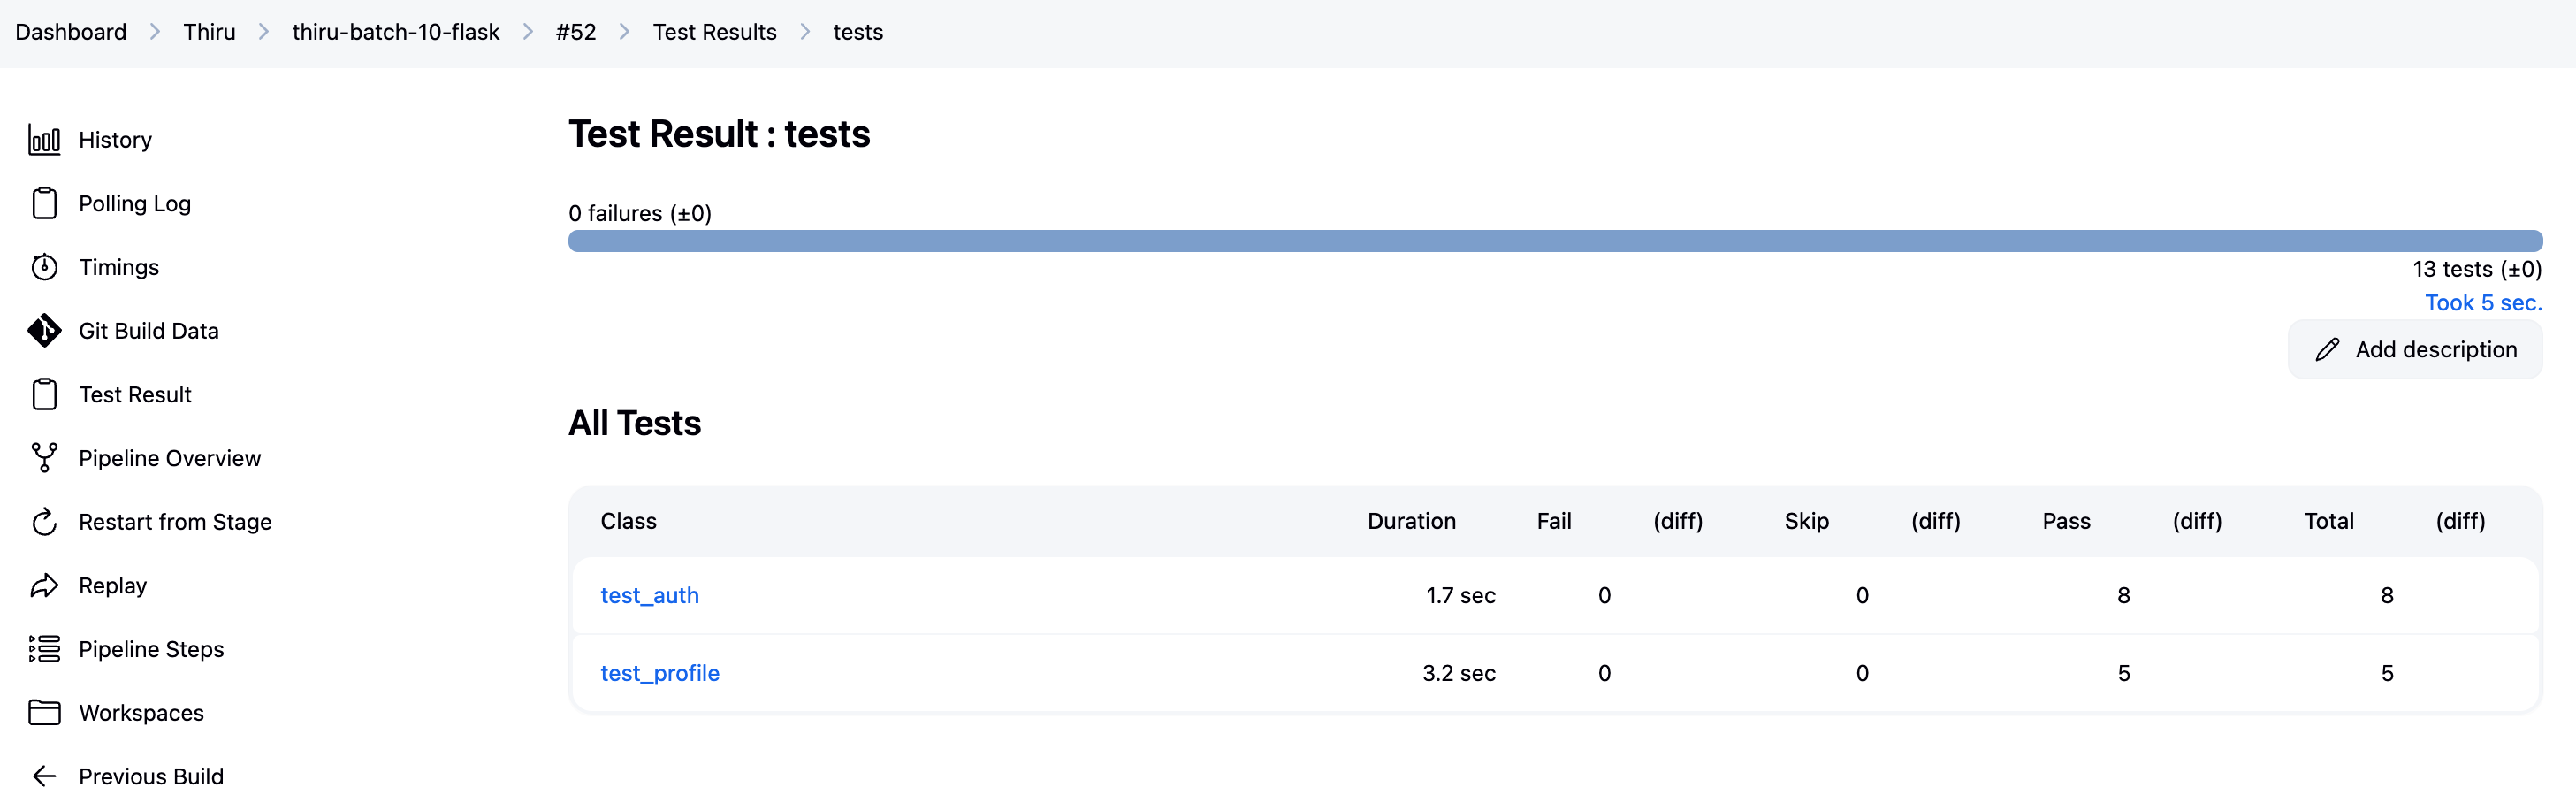 Dashboard > Thiru > thiru-batch-10-flask > #52 > Test Results > tests
History
Polling Log
Timings
Git Build Data
Test Result
Pipeline Overview
Restart from Stage
Replay
Pipeline Steps
Workspaces
Previous Build
Test Result : tests
0 failures (±0)
13 tests (±0)
Took 5 sec.
Add description
All Tests
Class Duration Fail (diff) Skip (diff) Pass (diff) Total (diff)
test_auth 1.7 sec 0 0 8 8
test_profile 3.2 sec 0 0 5 5